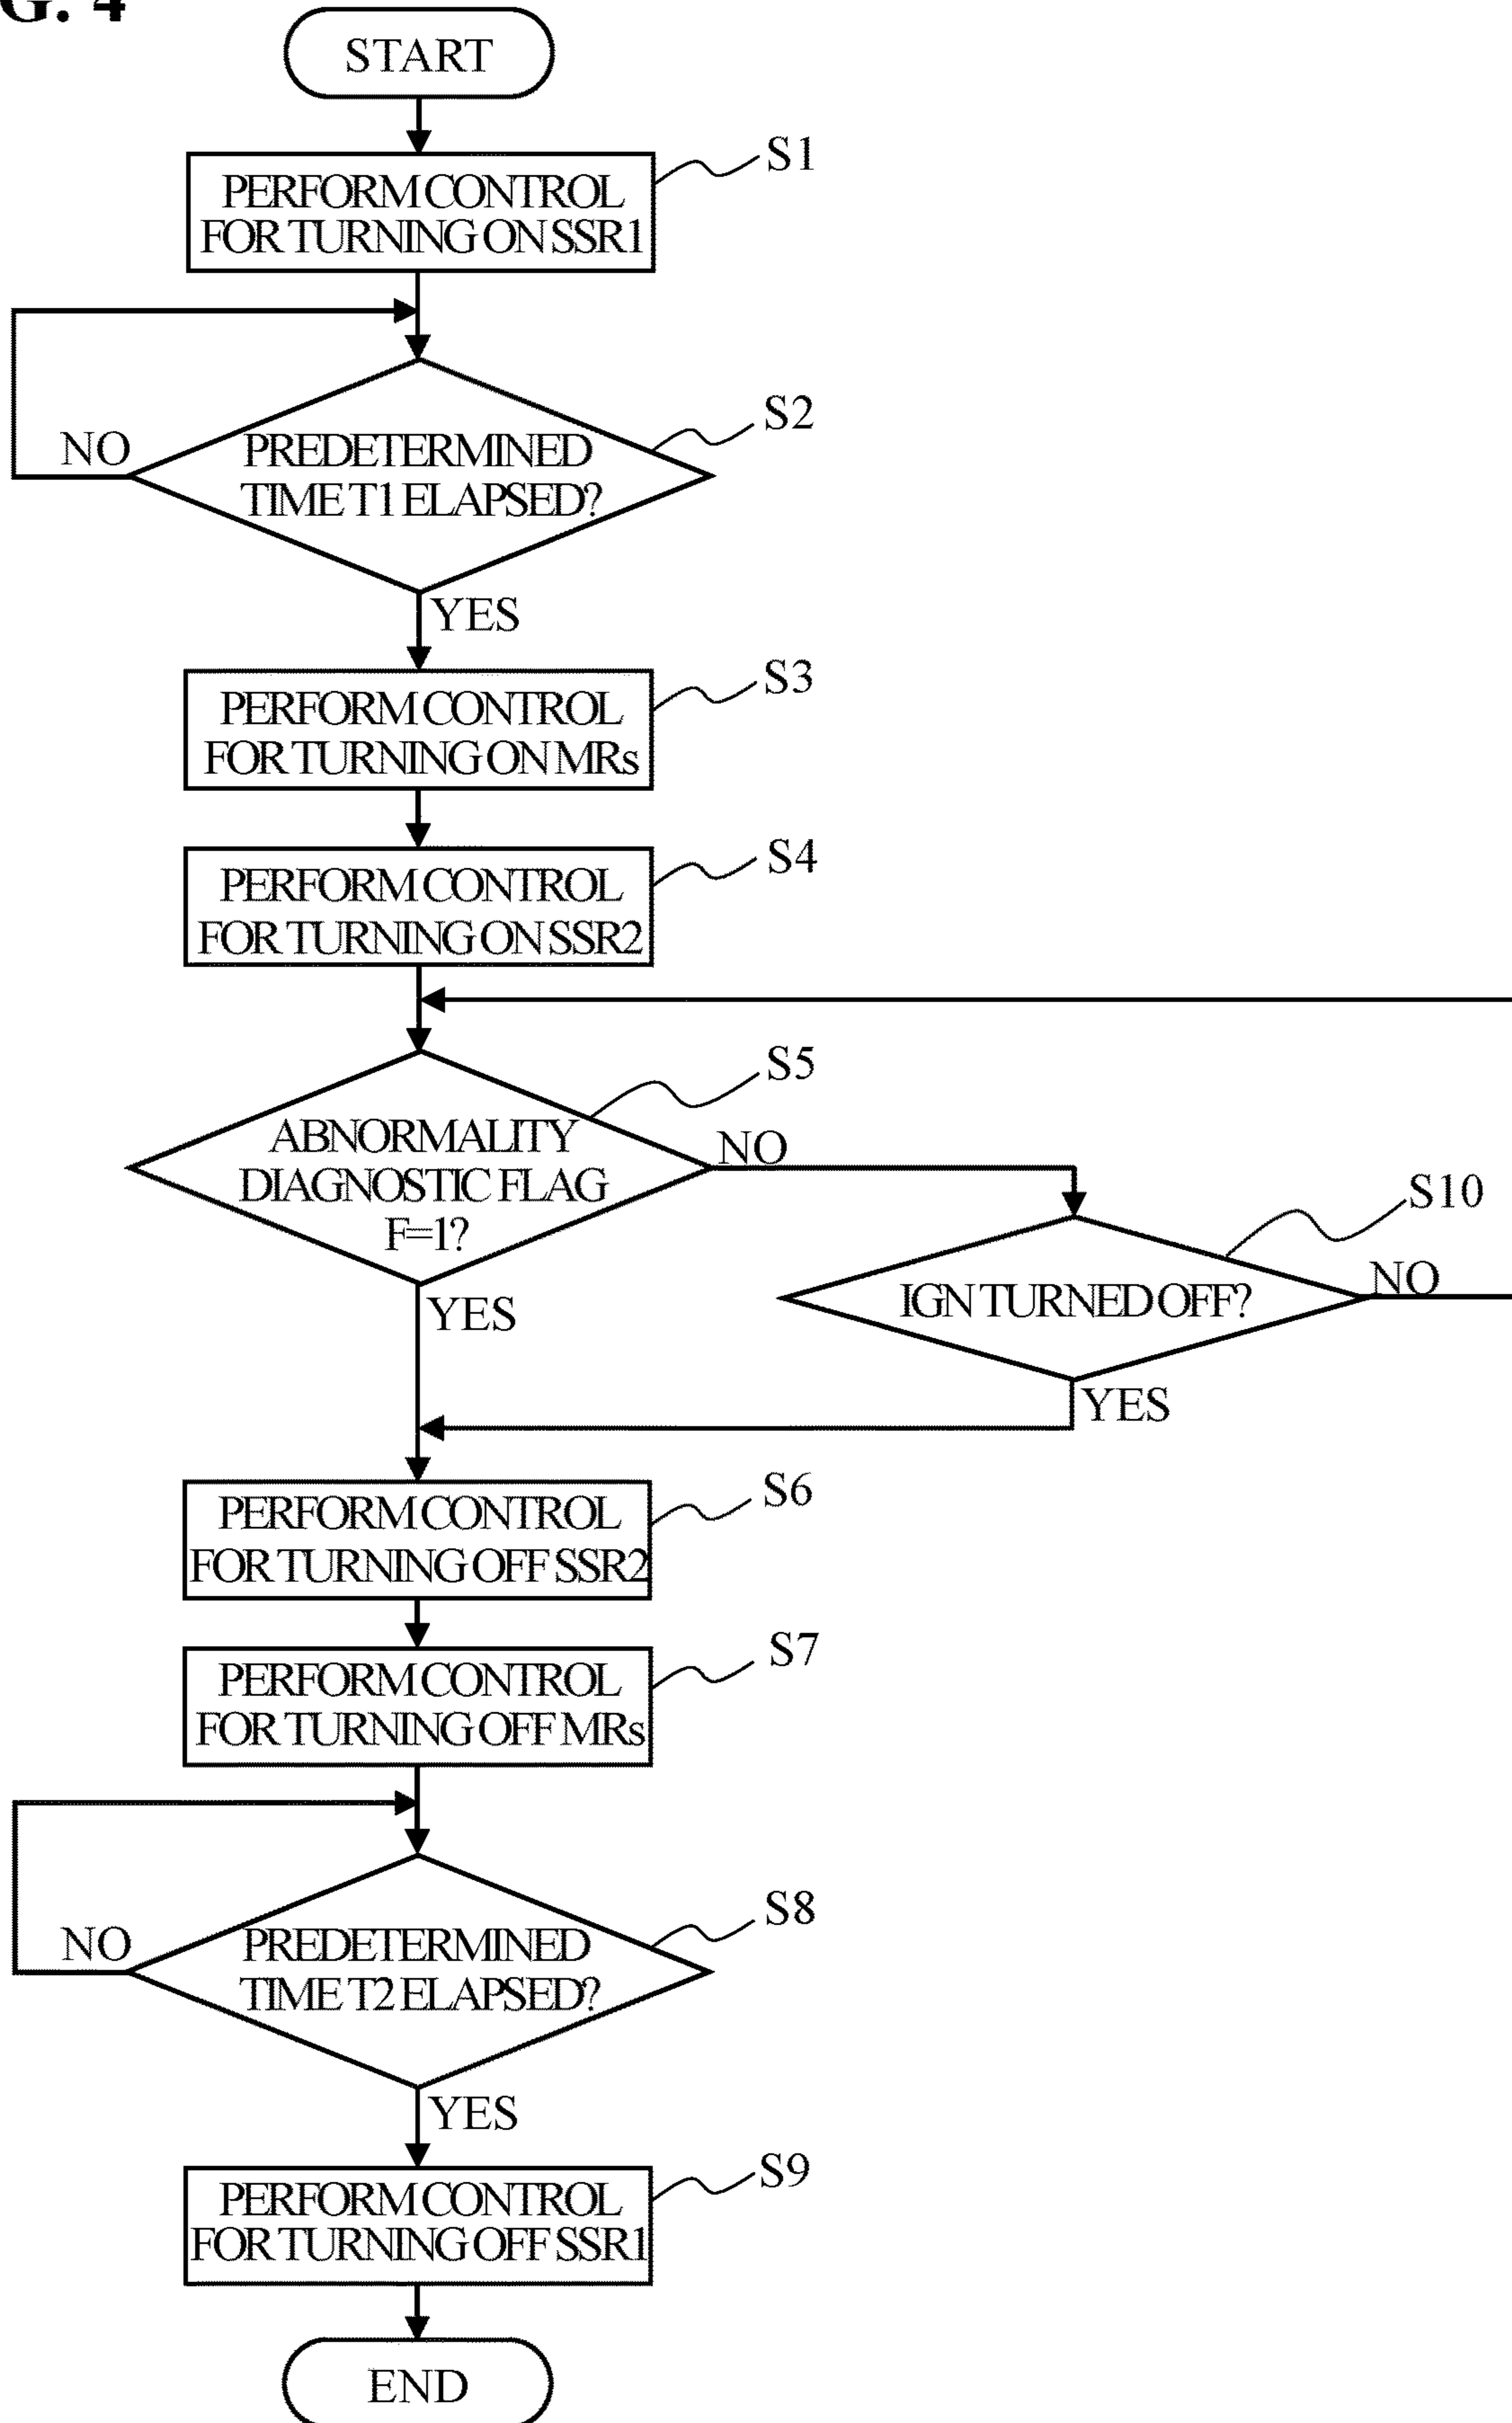 G. 4
START
S1
PERFORM CONTROL
FOR TURNING ON SSR1
S2
NO
PREDETERMINED
TIME T1 ELAPSED?
YES
S3
PERFORM CONTROL
FOR TURNING ON MRs
S4
PERFORM CONTROL
FOR TURNING ON SSR2
S5
ABNORMALITY
DIAGNOSTIC FLAG
F=1?
NO
S10
IGN TURNED OFF?
NO
YES
YES
S6
PERFORM CONTROL
FOR TURNING OFF SSR2
S7
PERFORM CONTROL
FOR TURNING OFF MRs
S8
NO
PREDETERMINED
TIME T2 ELAPSED?
YES
S9
PERFORM CONTROL
FOR TURNING OFF SSR1
END